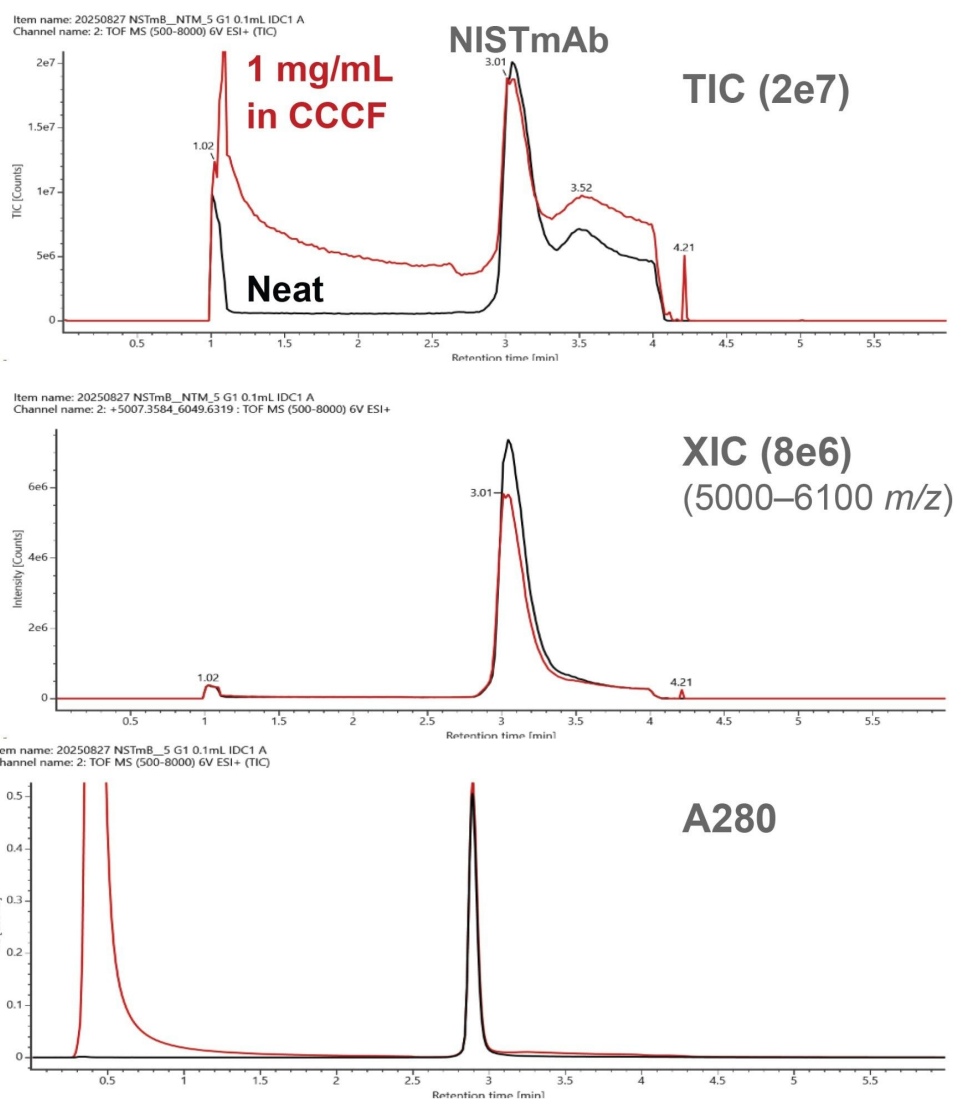 Item name: 20250827 NSTmB__NTM_5 G1 0.1mL IDC1 A
Channel name: 2: TOF MS (500-8000) 6V ESI+ (TIC)
NISTmAb
2e7
1 mg/mL
in CCCF
3.01
TIC (2e7)
1.5e7
1.02
TIC [Counts]
1e7
3.52
5e6
4.21
Neat
0
0.5 1 1.5 2 2.5 3 3.5 4 4.5 5 5.5
Retention time [min]
Item name: 20250827 NSTmB__NTM_5 G1 0.1mL IDC1 A
Channel name: 2: +5007.3584_6049.6319 : TOF MS (500-8000) 6V ESI+
XIC (8e6)
(5000–6100 m/z)
6e6
3.01
Intensity [Counts]
4e6
2e6
1.02
4.21
0
0.5 1 1.5 2 2.5 3 3.5 4 4.5 5 5.5
Retention time [min]
em name: 20250827 NSTmB__5 G1 0.1mL IDC1 A
hannel name: 2: TOF MS (500-8000) 6V ESI+ (TIC)
0.5
A280
0.4
0.3
0.2
0.1
0
0.5 1 1.5 2 2.5 3 3.5 4 4.5 5 5.5
Retention time [min]